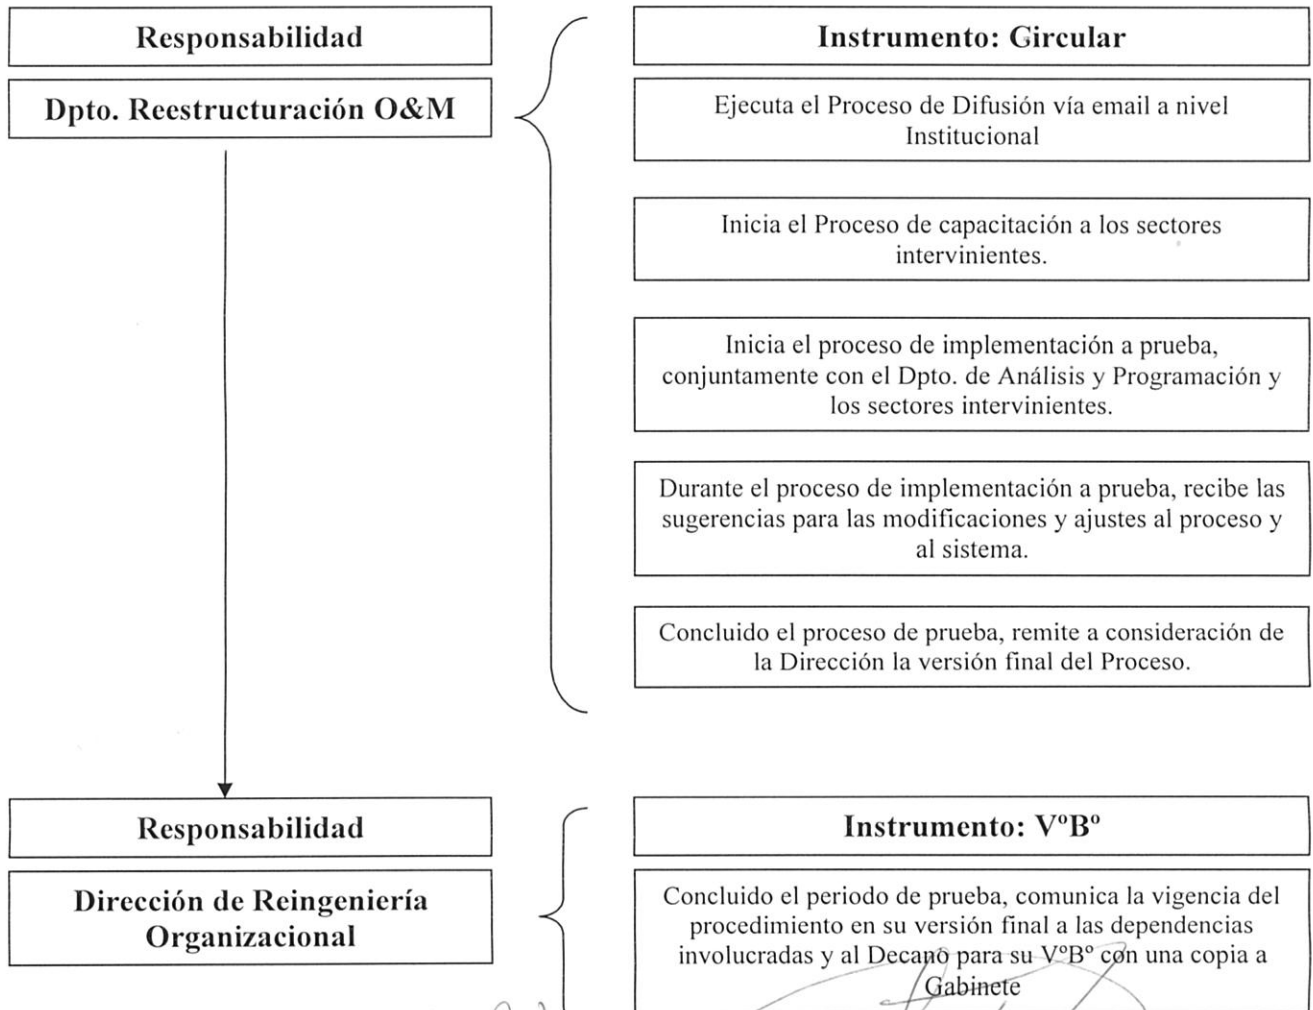 Responsabilidad
Dpto. Reestructuración O&M
Instrumento: Gircular
Ejecuta el Proceso de Difusión vía email a nivel
Institucional
Inicia el Proceso de capacitación a los sectores
intervinientes.
Inicia el proceso de implementación a prueba,
conjuntamente con el Dpto. de Análisis y Programación y
los sectores intervinientes.
Durante el proceso de implementación a prueba, recibe las
sugerencias para las modificaciones y ajustes al proceso y
al sistema.
Concluido el proceso de prueba, remite a consideración de
la Dirección la versión final del Proceso.
Responsabilidad
Dirección de Reingeniería
Organizacional
Instrumento: VºBº
Concluido el periodo de prueba, comunica la vigencia del
procedimiento en su versión final a las dependencias
involucradas y al Decano para su VºBº con una copia a
Gabinete